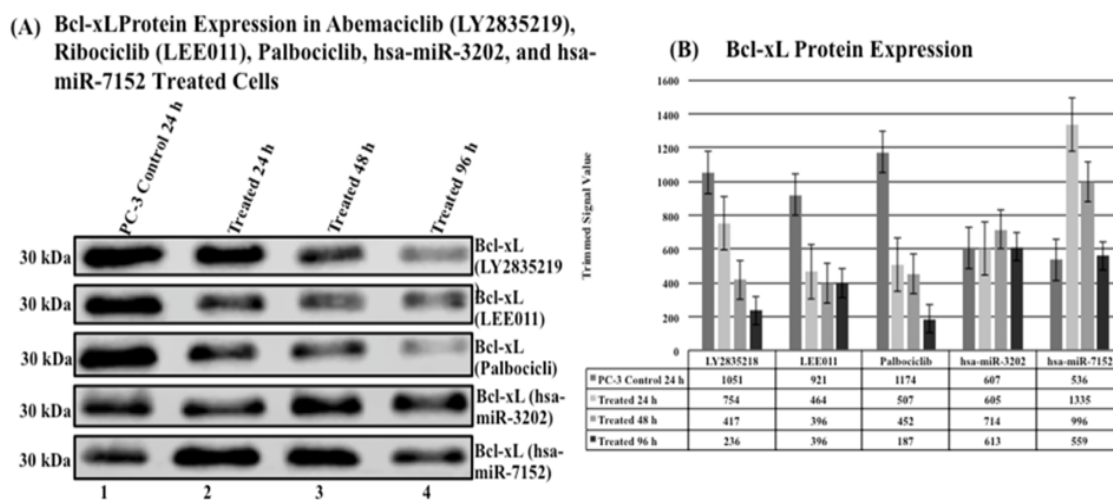 (A) Bcl-xLProtein Expression in Abemaciclib (LY2835219),
Ribociclib (LEE011), Palbociclib, hsa-miR-3202, and hsa-
miR-7152 Treated Cells
PC-3 Control 24 h
Treated 24 h
Treated 48 h
Treated 96 h
30 kDa
Bcl-xL
(LY2835219
)
30 kDa
Bcl-xL
(LEE011)
30 kDa
Bcl-xL
(Palbocicli)
30 kDa
Bcl-xL (hsa-
miR-3202)
30 kDa
Bcl-xL (hsa-
miR-7152)
1 2 3 4
(B) Bcl-xL Protein Expression
Trimmed Signal Value
1600
1400
1200
1000
800
600
400
200
0
LY2835218 LEE011 Palbociclib hsa-miR-3202 hsa-miR-7152
PC-3 Control 24 h 1051 921 1174 607 536
Treated 24 h 754 464 507 605 1335
Treated 48 h 417 396 452 714 996
Treated 96 h 236 396 187 613 559